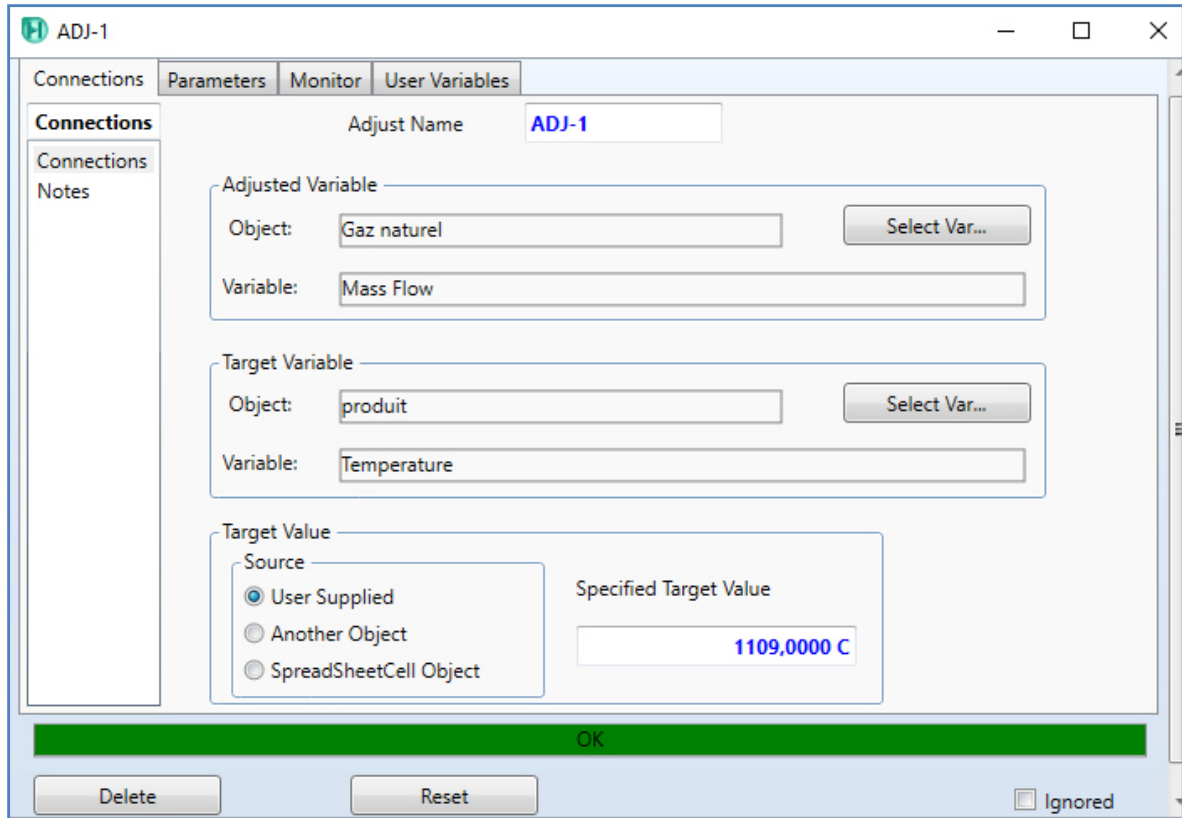 ADJ-1
Connections Parameters Monitor User Variables
Connections
Connections
Notes
Adjust Name ADJ-1
Adjusted Variable
Object: Gaz naturel Select Var...
Variable: Mass Flow
Target Variable
Object: produit Select Var...
Variable: Temperature
Target Value
Source
User Supplied
Another Object
SpreadSheetCell Object
Specified Target Value
1109,0000 C
OK
Delete Reset Ignored